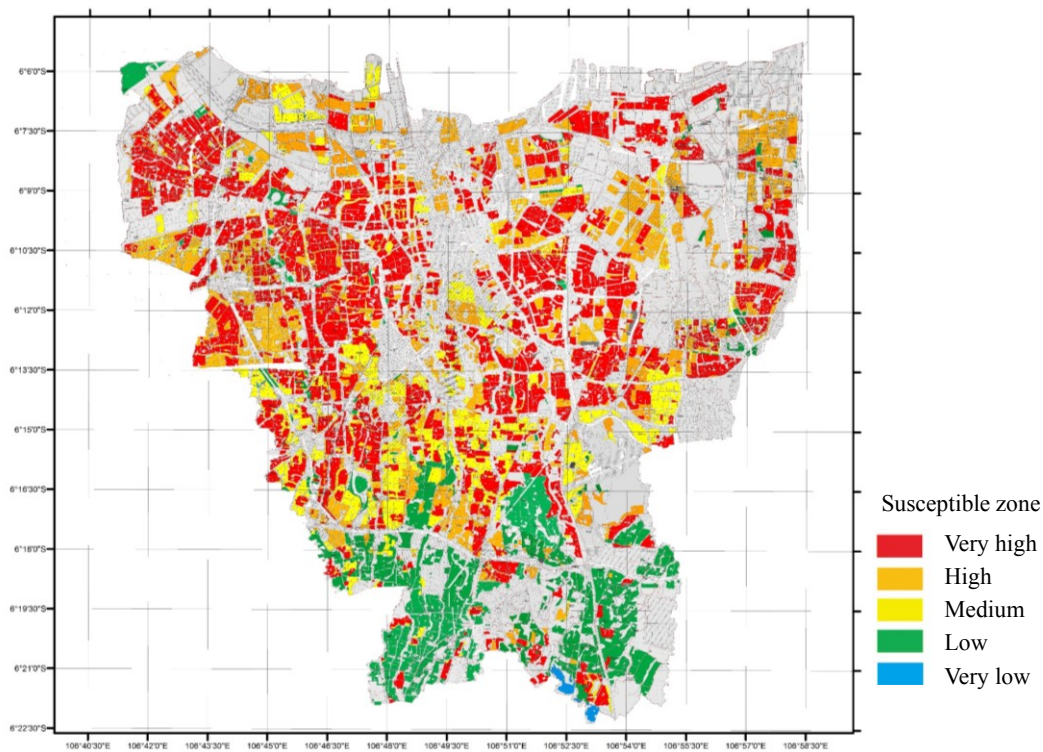 6°6'0"S
6°7'30"S
6°9'0"S
6°10'30"S
6°12'0"S
6°13'30"S
6°15'0"S
6°16'30"S
6°18'0"S
6°19'30"S
6°21'0"S
6°22'30"S
106°40'30"E 106°42'0"E 106°43'30"E 106°45'0"E 106°46'30"E 106°48'0"E 106°49'30"E 106°51'0"E 106°52'30"E 106°54'0"E 106°55'30"E 106°57'0"E 106°58'30"E
Susceptible zone
Very high
High
Medium
Low
Very low